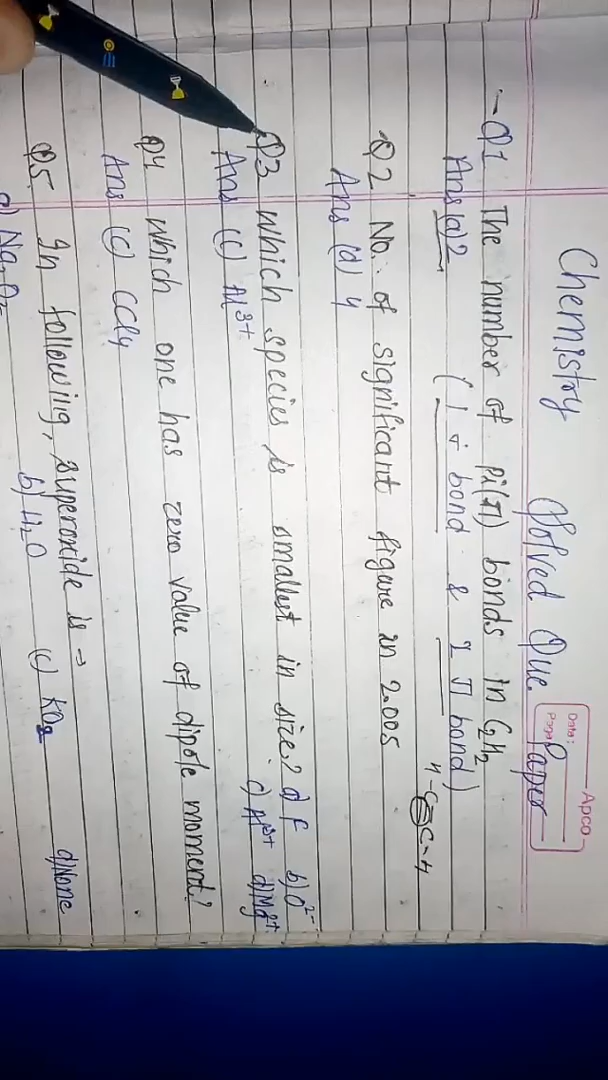 Apco
Date:
Page
Chemistry Solved Que. Paper
Q1 The number of Pi(π) bonds in C2H2
Ans (a) 2 ( 1 σ bond & 2 π bond)
H-C≡C-H
Q2 No. of significant figure in 2.005
Ans (d) 4
Q3 which species is smallest in size? a) F b) O2-
Ans (c) Al3+ c) Al3+ d) Mg2+
Q4 which one has zero value of dipole moment?
Ans (c) CCl4
Q5. In following, superoxide is →
a) Na2O2 b) H2O (c) KO2 d) None